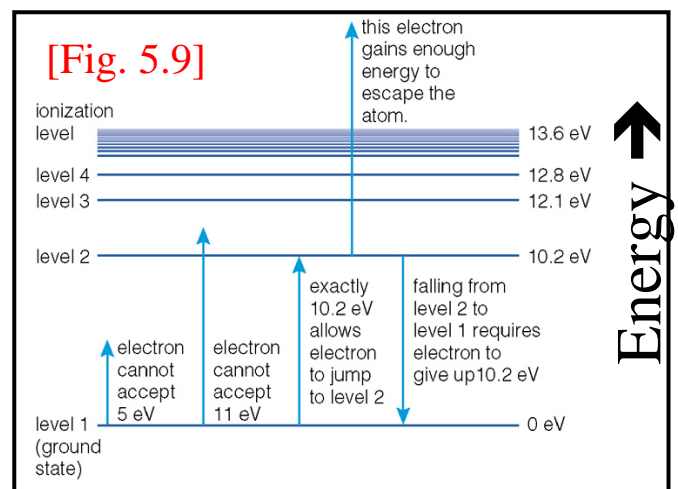 [Fig. 5.9]
this electron
gains enough
energy to
escape the
atom.
ionization
level
13.6 eV
level 4
12.8 eV
level 3
12.1 eV
level 2
10.2 eV
electron
cannot
accept
5 eV
electron
cannot
accept
11 eV
exactly
10.2 eV
allows
electron
to jump
to level 2
falling from
level 2 to
level 1 requires
electron to
give up10.2 eV
level 1
(ground
state)
0 eV
Energy